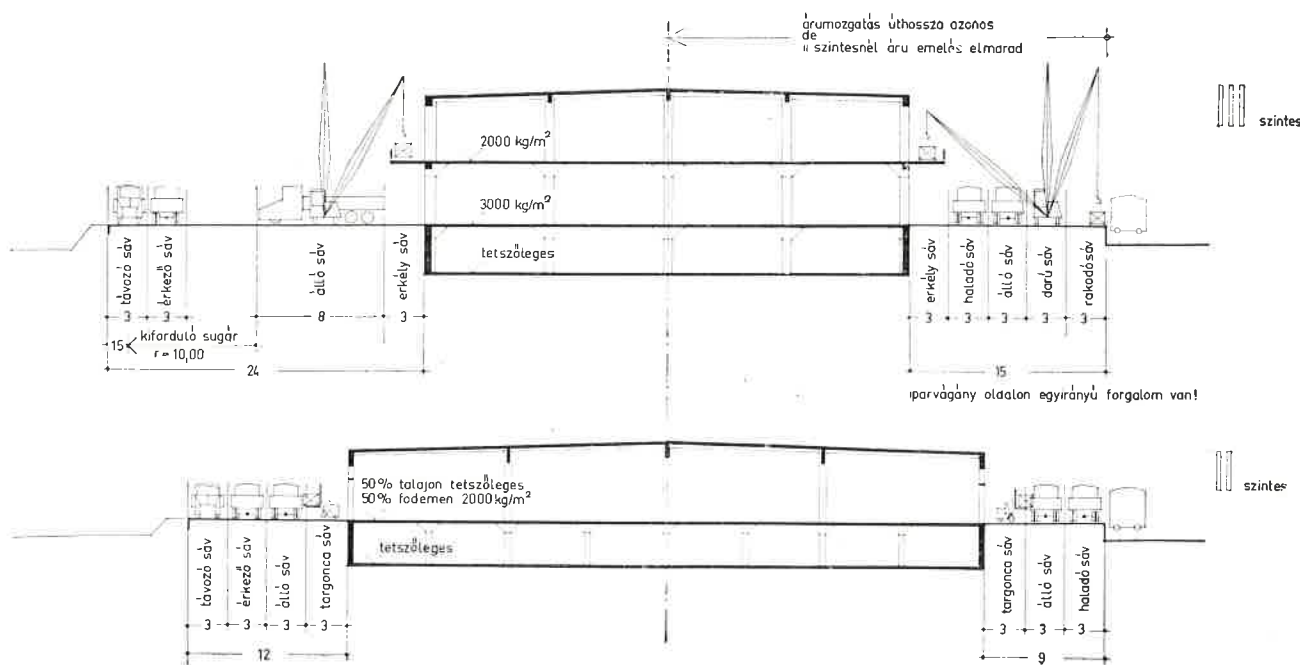 árumozgatás úthossza azonos
de
II szintesnél áru emelés elmarad
III szintes
2000 kg/m²
3000 kg/m²
tetszőleges
távozó sáv
érkező sáv
álló sáv
erkély sáv
3 3 8 3
15 kiforduló sugár
r = 10,00
24
erkély sáv
haladó sáv
álló sáv
darú sáv
rakodó sáv
3 3 3 3 3
15
iparvágány oldalon egyirányú forgalom van!
II szintes
50% talajon tetszőleges
50% födémen 2000 kg/m²
tetszőleges
távozó sáv
érkező sáv
álló sáv
targonca sáv
3 3 3 3
12
targonca sáv
álló sáv
haladó sáv
3 3 3
9